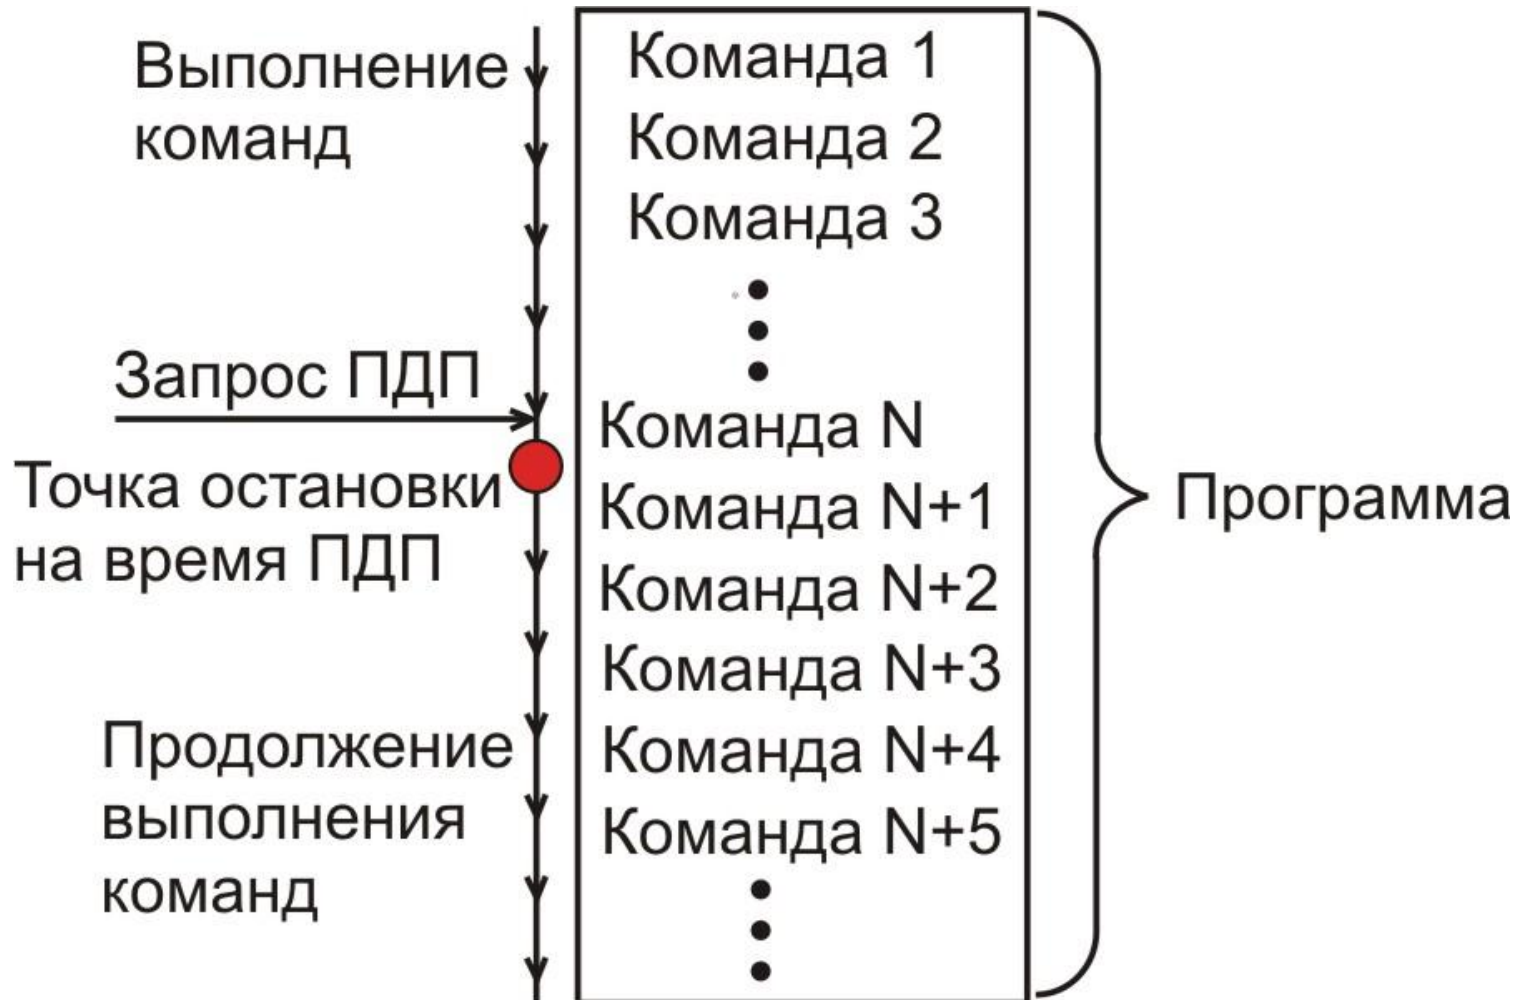 Выполнение
команд
Запрос ПДП
Точка остановки
на время ПДП
Продолжение
выполнения
команд
Команда 1
Команда 2
Команда 3
Команда N
Команда N+1
Команда N+2
Команда N+3
Команда N+4
Команда N+5
Программа